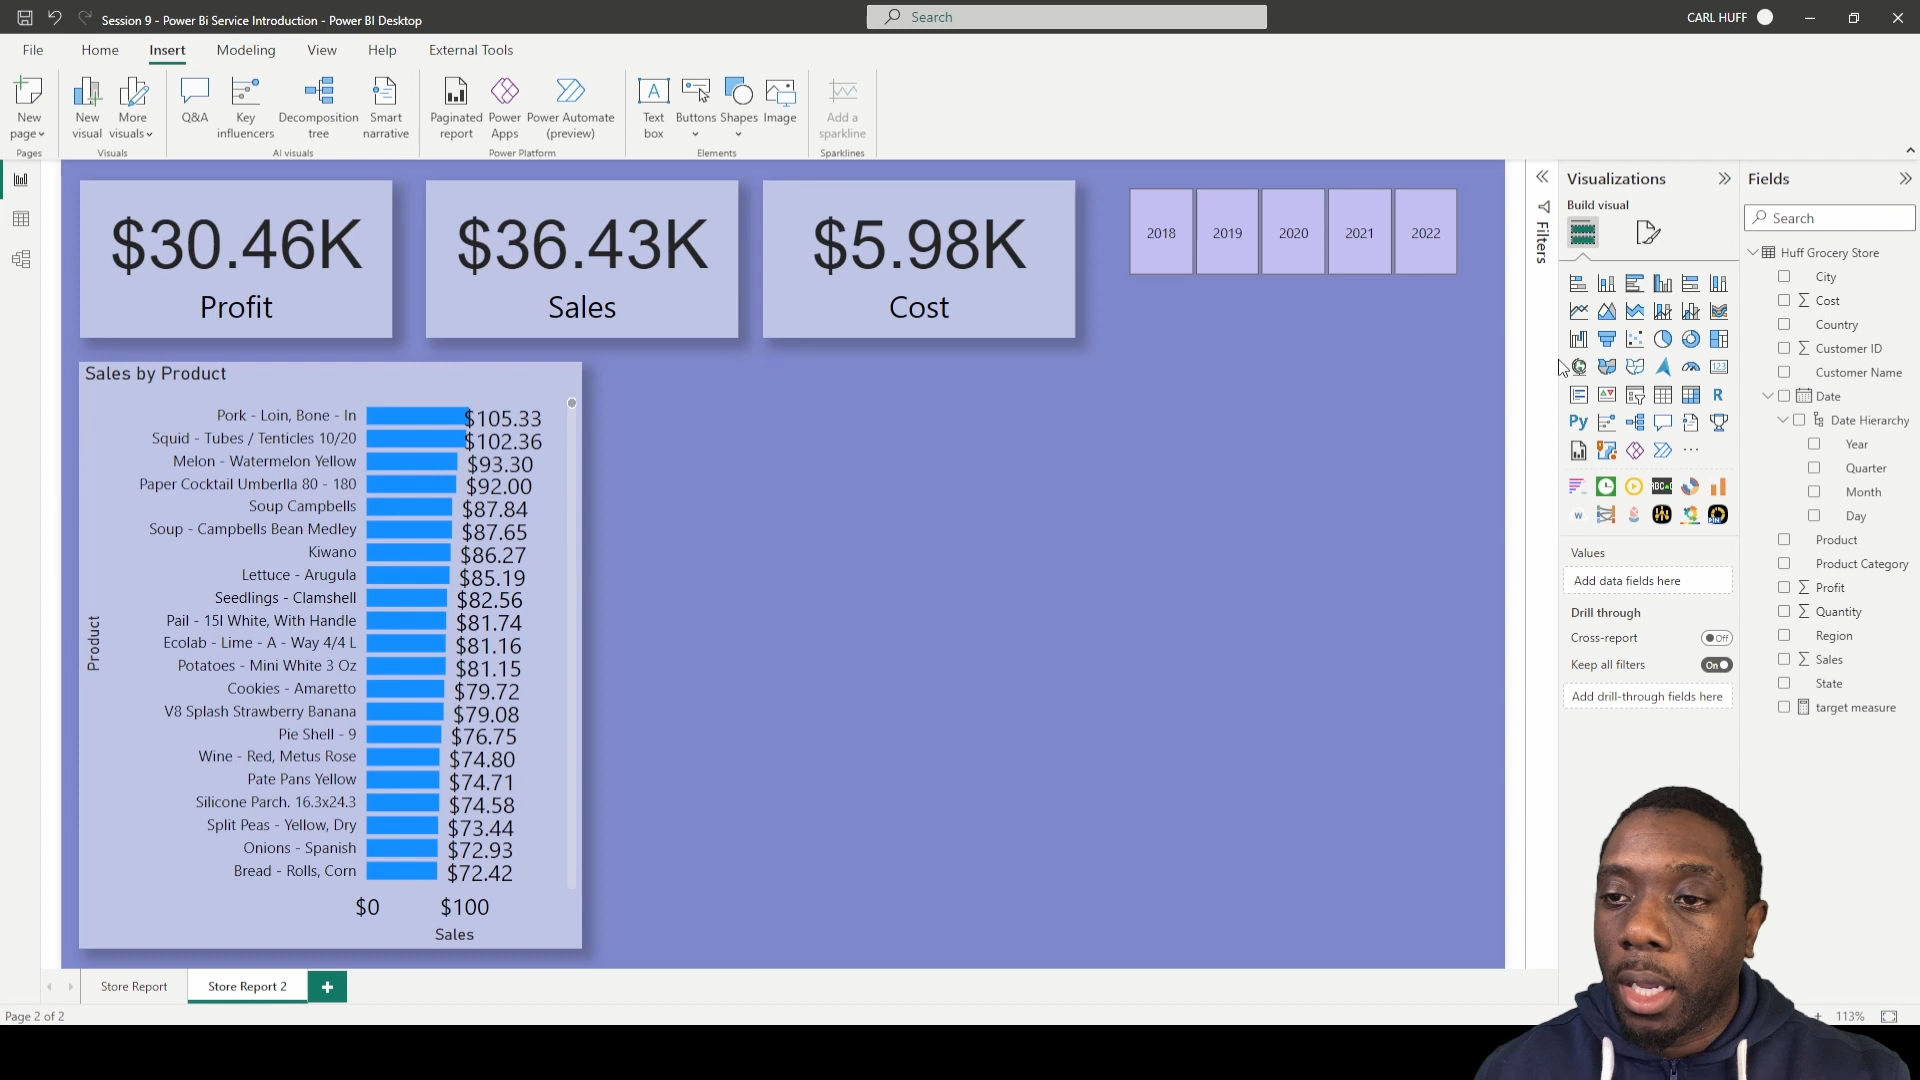 Session 9 - Power Bi Service Introduction - Power BI Desktop
Search
CARL HUFF
File
Home
Insert
Modeling
View
Help
External Tools
New
page
New
visual
More
visuals
Q&A
Key
influencers
Decomposition
tree
Smart
narrative
Paginated
report
Power
Apps
Power Automate
(preview)
Text
box
Buttons
Shapes
Image
Add a
sparkline
Pages
Visuals
AI visuals
Power Platform
Elements
Sparklines
$30.46K
Profit
$36.43K
Sales
$5.98K
Cost
2018
2019
2020
2021
2022
Sales by Product
Product
Pork - Loin, Bone - In $105.33
Squid - Tubes / Tenticles 10/20 $102.36
Melon - Watermelon Yellow $93.30
Paper Cocktail Umberlla 80 - 180 $92.00
Soup Campbells $87.84
Soup - Campbells Bean Medley $87.65
Kiwano $86.27
Lettuce - Arugula $85.19
Seedlings - Clamshell $82.56
Pail - 15l White, With Handle $81.74
Ecolab - Lime - A - Way 4/4 L $81.16
Potatoes - Mini White 3 Oz $81.15
Cookies - Amaretto $79.72
V8 Splash Strawberry Banana $79.08
Pie Shell - 9 $76.75
Wine - Red, Metus Rose $74.80
Pate Pans Yellow $74.71
Silicone Parch. 16.3x24.3 $74.58
Split Peas - Yellow, Dry $73.44
Onions - Spanish $72.93
Bread - Rolls, Corn $72.42
$0 $100
Sales
Filters
Visualizations
Build visual
123
R
Py
Values
Add data fields here
Drill through
Cross-report
Off
Keep all filters
On
Add drill-through fields here
Fields
Search
Huff Grocery Store
City
Cost
Country
Customer ID
Customer Name
Date
Date Hierarchy
Year
Quarter
Month
Day
Product
Product Category
Profit
Quantity
Region
Sales
State
target measure
Store Report
Store Report 2
Page 2 of 2
113%